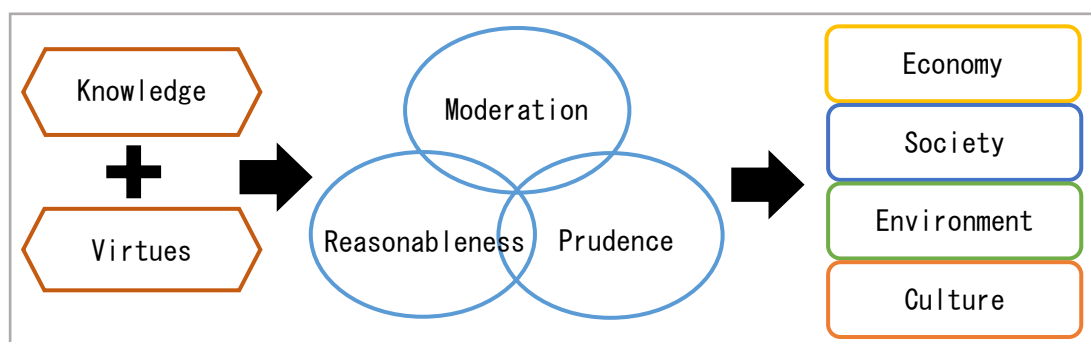 Knowledge
Virtues
Moderation
Reasonableness
Prudence
Economy
Society
Environment
Culture